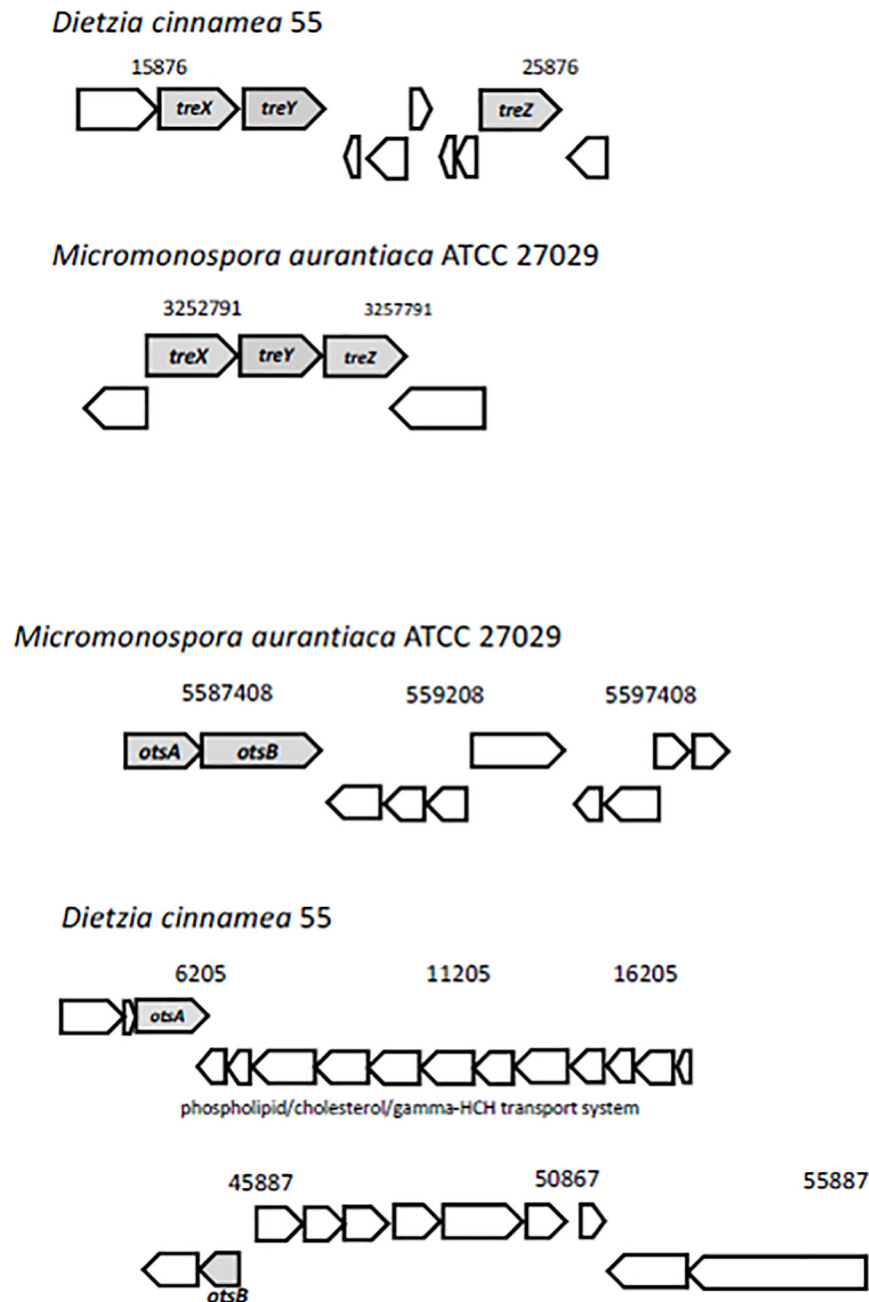 Dietzia cinnamea 55
15876 25876
treX treY treZ
Micromonospora aurantiaca ATCC 27029
3252791 3257791
treX treY treZ
Micromonospora aurantiaca ATCC 27029
5587408 559208 5597408
otsA otsB
Dietzia cinnamea 55
6205 11205 16205
otsA
phospholipid/cholesterol/gamma-HCH transport system
45887 50867 55887
otsB